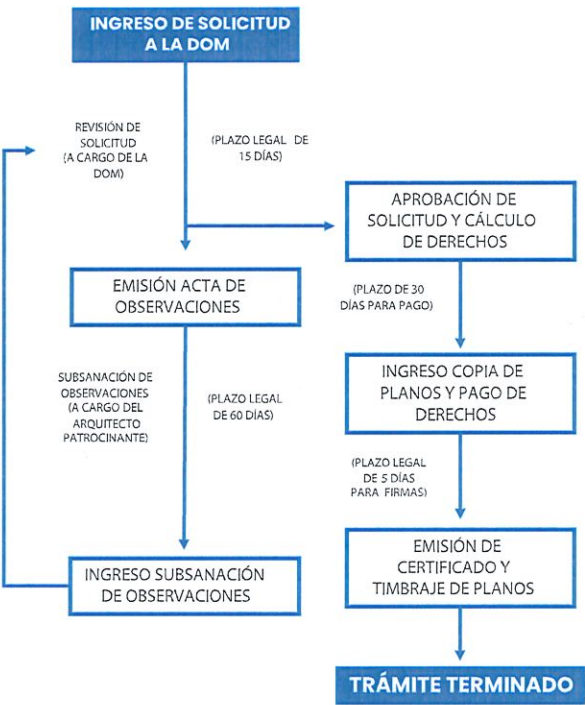 INGRESO DE SOLICITUD
A LA DOM
REVISIÓN DE
SOLICITUD
(A CARGO DE LA
DOM)
(PLAZO LEGAL DE
15 DÍAS)
APROBACIÓN DE
SOLICITUD Y CÁLCULO
DE DERECHOS
EMISIÓN ACTA DE
OBSERVACIONES
(PLAZO DE 30
DÍAS PARA PAGO)
SUBSANACIÓN DE
OBSERVACIONES
(A CARGO DEL
ARQUITECTO
PATROCINANTE)
(PLAZO LEGAL
DE 60 DÍAS)
INGRESO COPIA DE
PLANOS Y PAGO DE
DERECHOS
(PLAZO LEGAL
DE 5 DÍAS
PARA FIRMAS)
INGRESO SUBSANACIÓN
DE OBSERVACIONES
EMISIÓN DE
CERTIFICADO Y
TIMBRAJE DE PLANOS
TRÁMITE TERMINADO